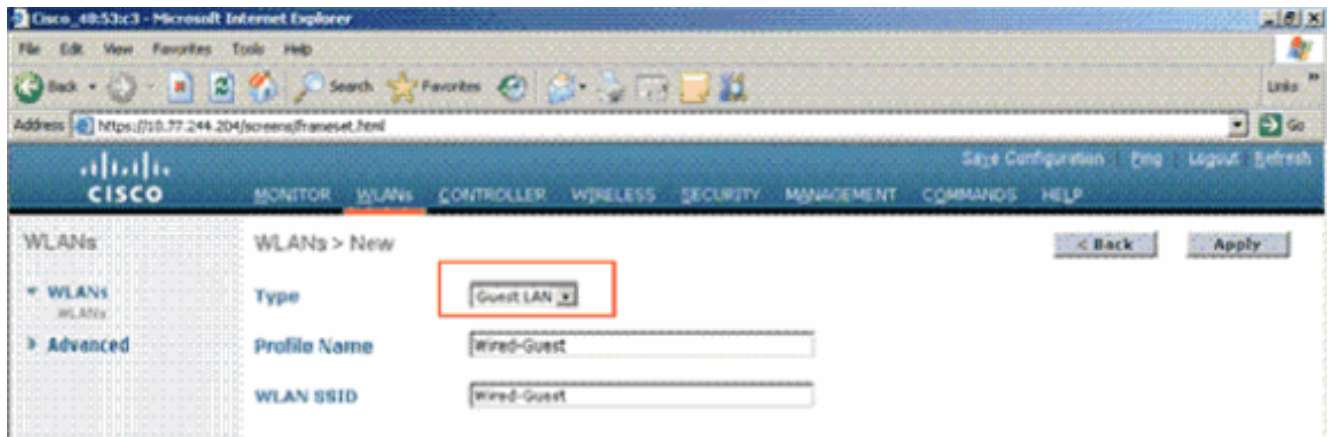 Cisco_48:53:c3 - Microsoft Internet Explorer
File Edit View Favorites Tools Help
Back Search Favorites Links »
Address https://10.77.244.204/screens/frameset.html Go
Save Configuration Ping Logout Refresh
CISCO MONITOR WLANs CONTROLLER WIRELESS SECURITY MANAGEMENT COMMANDS HELP
WLANs WLANs > New < Back Apply
WLANs Type Guest LAN
WLANs
Advanced Profile Name Wired-Guest
WLAN SSID Wired-Guest